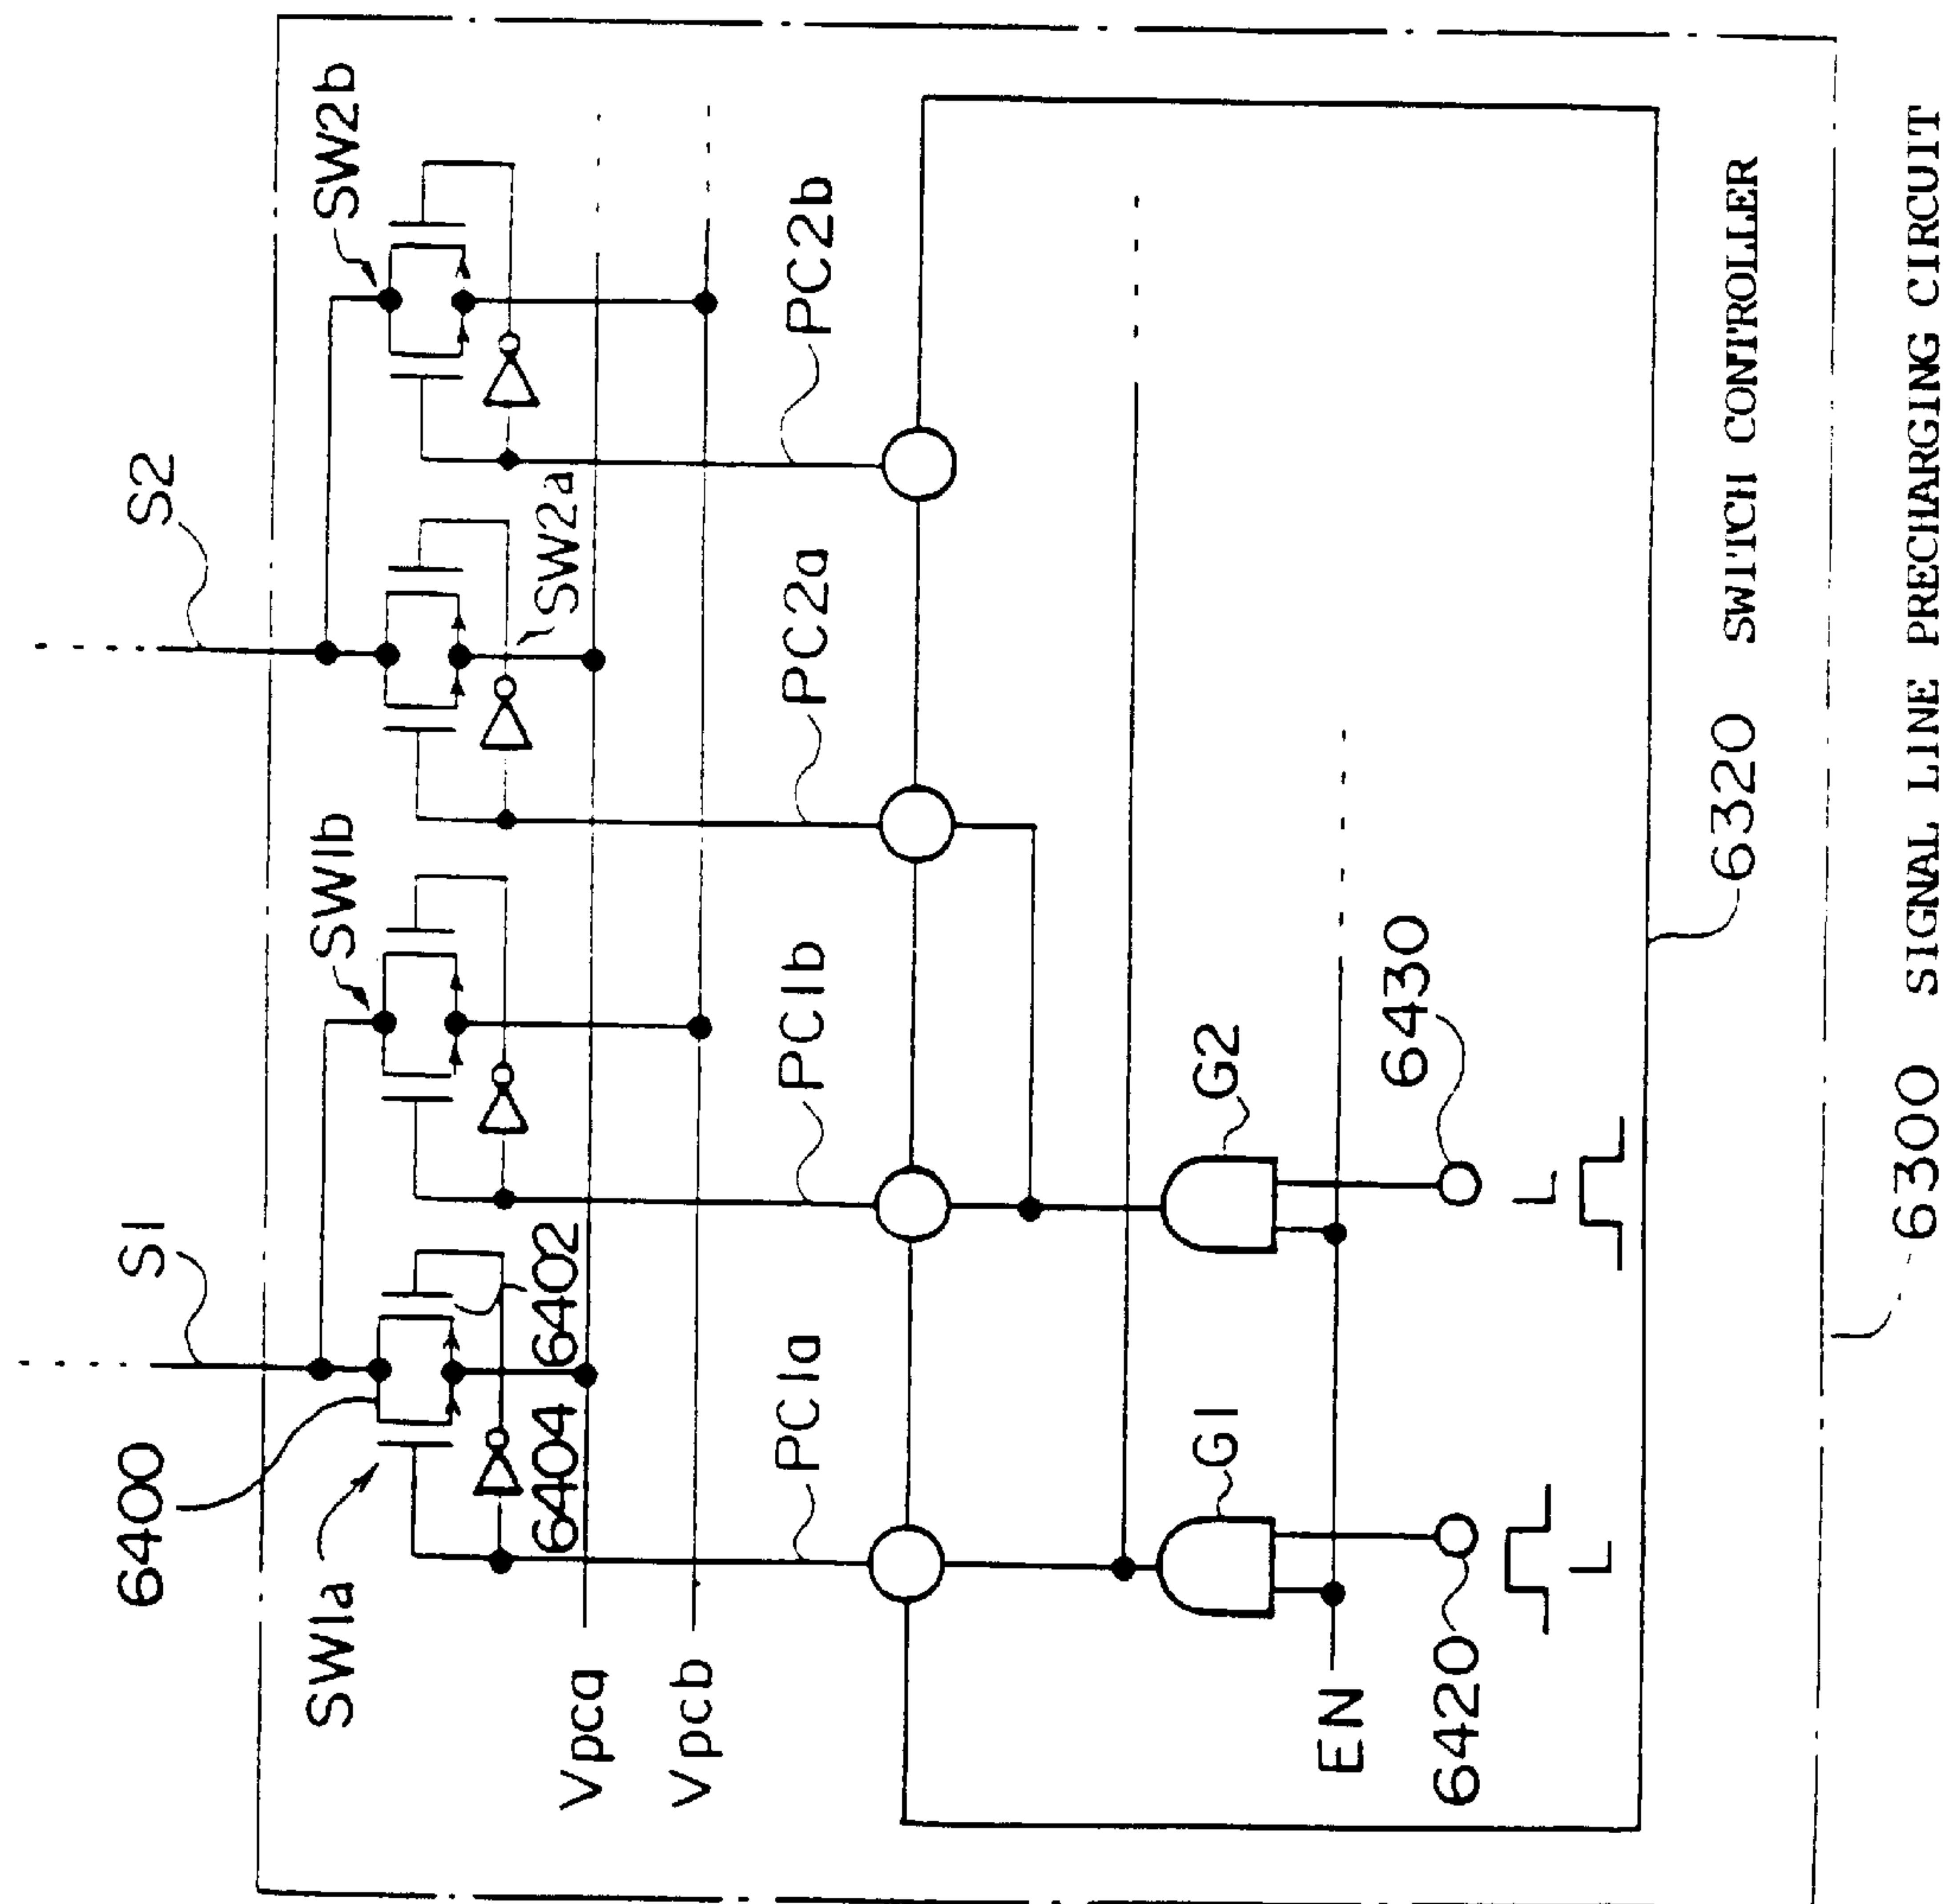 S1
S2
6400
SW1a
SW1b
SW2b
6404
6402
SW2a
Vpca
Vpcb
PC1a
PC1b
PC2a
PC2b
G1
G2
EN
6420
L
6430
L
6320 SWITCH CONTROLLER
6300 SIGNAL LINE PRECHARGING CIRCUIT